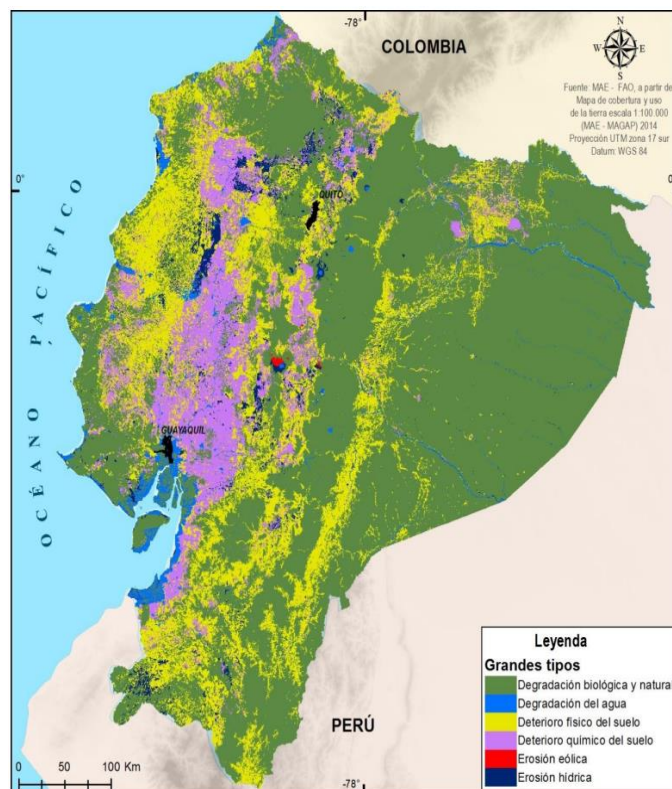 -78°
COLOMBIA
N
W
E
S
Fuente: MAE - FAO, a partir de
Mapa de cobertura y uso
de la tierra escala 1:100.000
(MAE - MAGAP) 2014
Proyección UTM zona 17 sur
Datum: WGS 84
0°
QUITO
OCÉANO PACÍFICO
GUAYAQUIL
PERÚ
Leyenda
Grandes tipos
Degradación biológica y natural
Degradación del agua
Deterioro físico del suelo
Deterioro químico del suelo
Erosión eólica
Erosión hídrica
0 50 100 Km
-78°